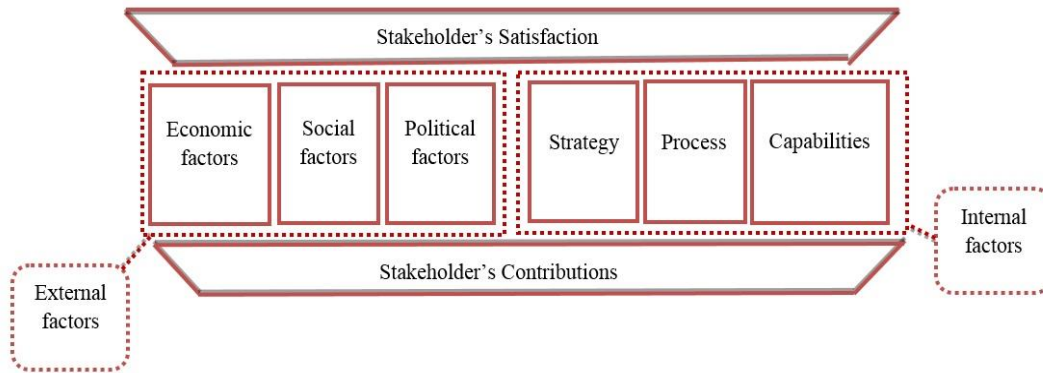 Stakeholder's Satisfaction
Economic
factors
Social
factors
Political
factors
Strategy
Process
Capabilities
Internal
factors
Stakeholder's Contributions
External
factors